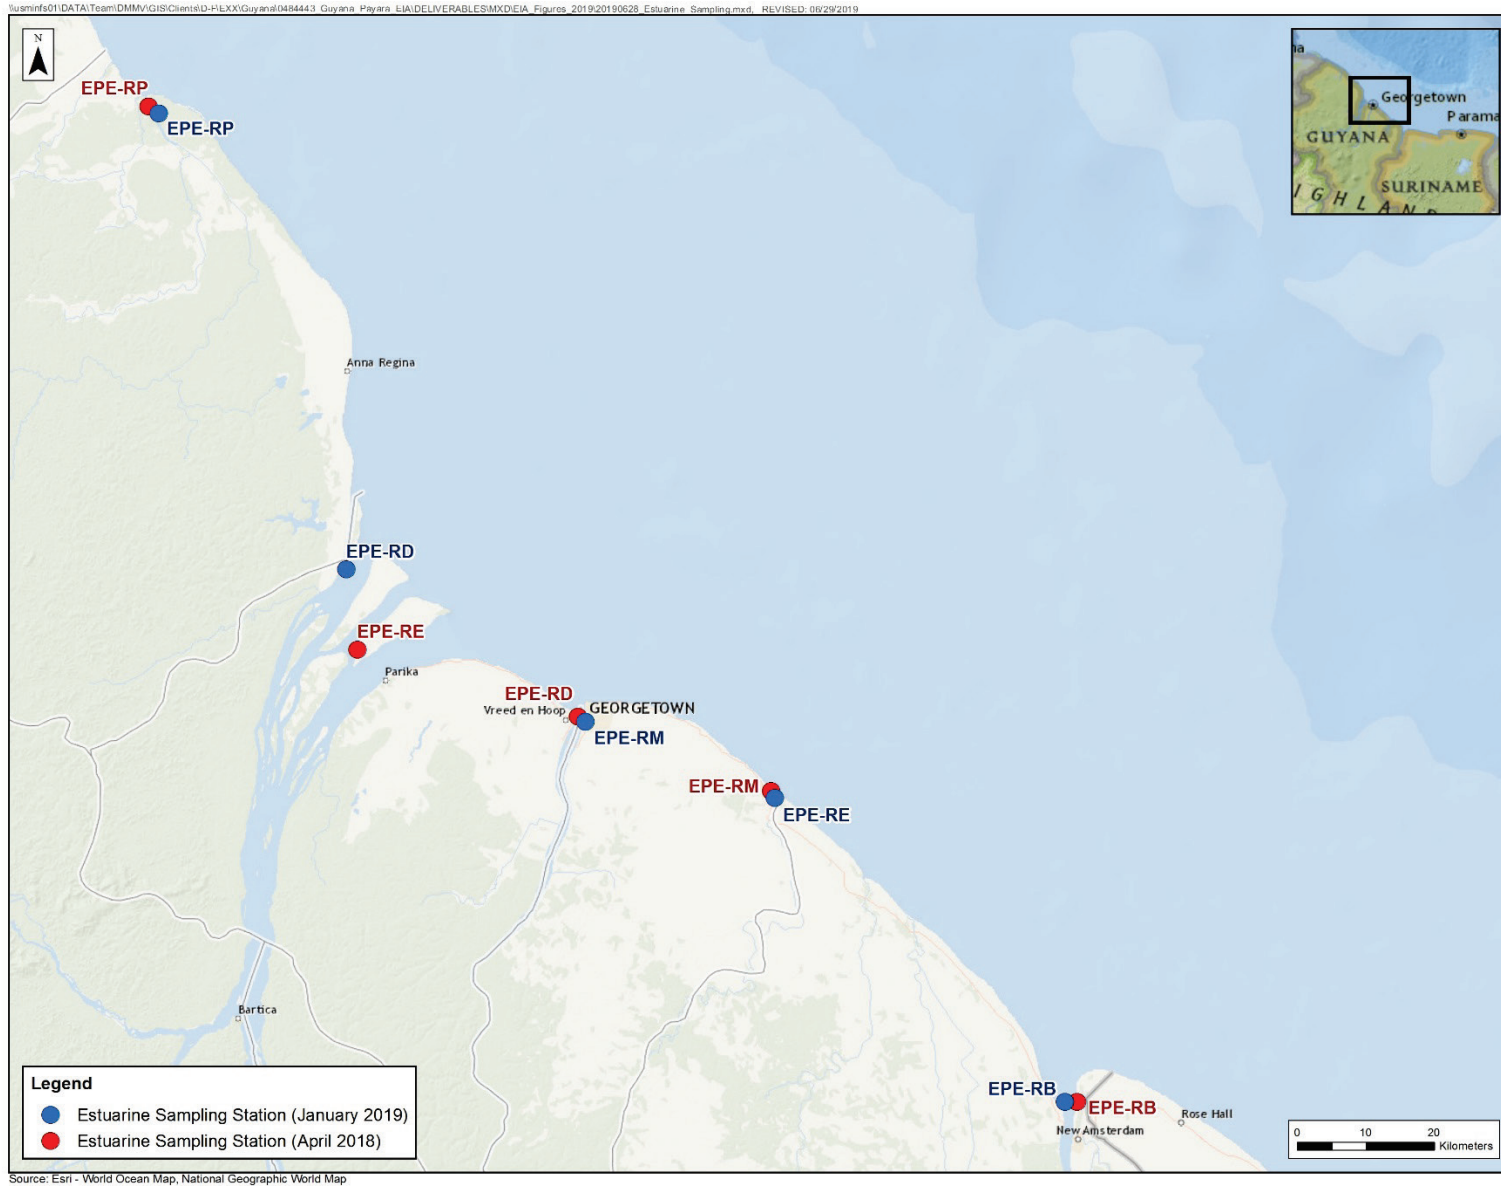 \\usminfs01\DATA\Team\DMMV\GIS\Clients\D-F\EXX\Guyana\0484443_Guyana_Payara_EIA\DELIVERABLES\MXD\EIA_Figures_2019\20190628_Estuarine_Sampling.mxd, REVISED: 06/29/2019
N
na
Georgetown
Parama
GUYANA
SURINAME
IGHLAND
EPE-RP
EPE-RP
Anna Regina
EPE-RD
EPE-RE
Parika
EPE-RD
GEORGETOWN
Vreed en Hoop
EPE-RM
EPE-RM
EPE-RE
Bartica
EPE-RB
EPE-RB
Rose Hall
New Amsterdam
Legend
Estuarine Sampling Station (January 2019)
Estuarine Sampling Station (April 2018)
0 10 20
Kilometers
Source: Esri - World Ocean Map, National Geographic World Map